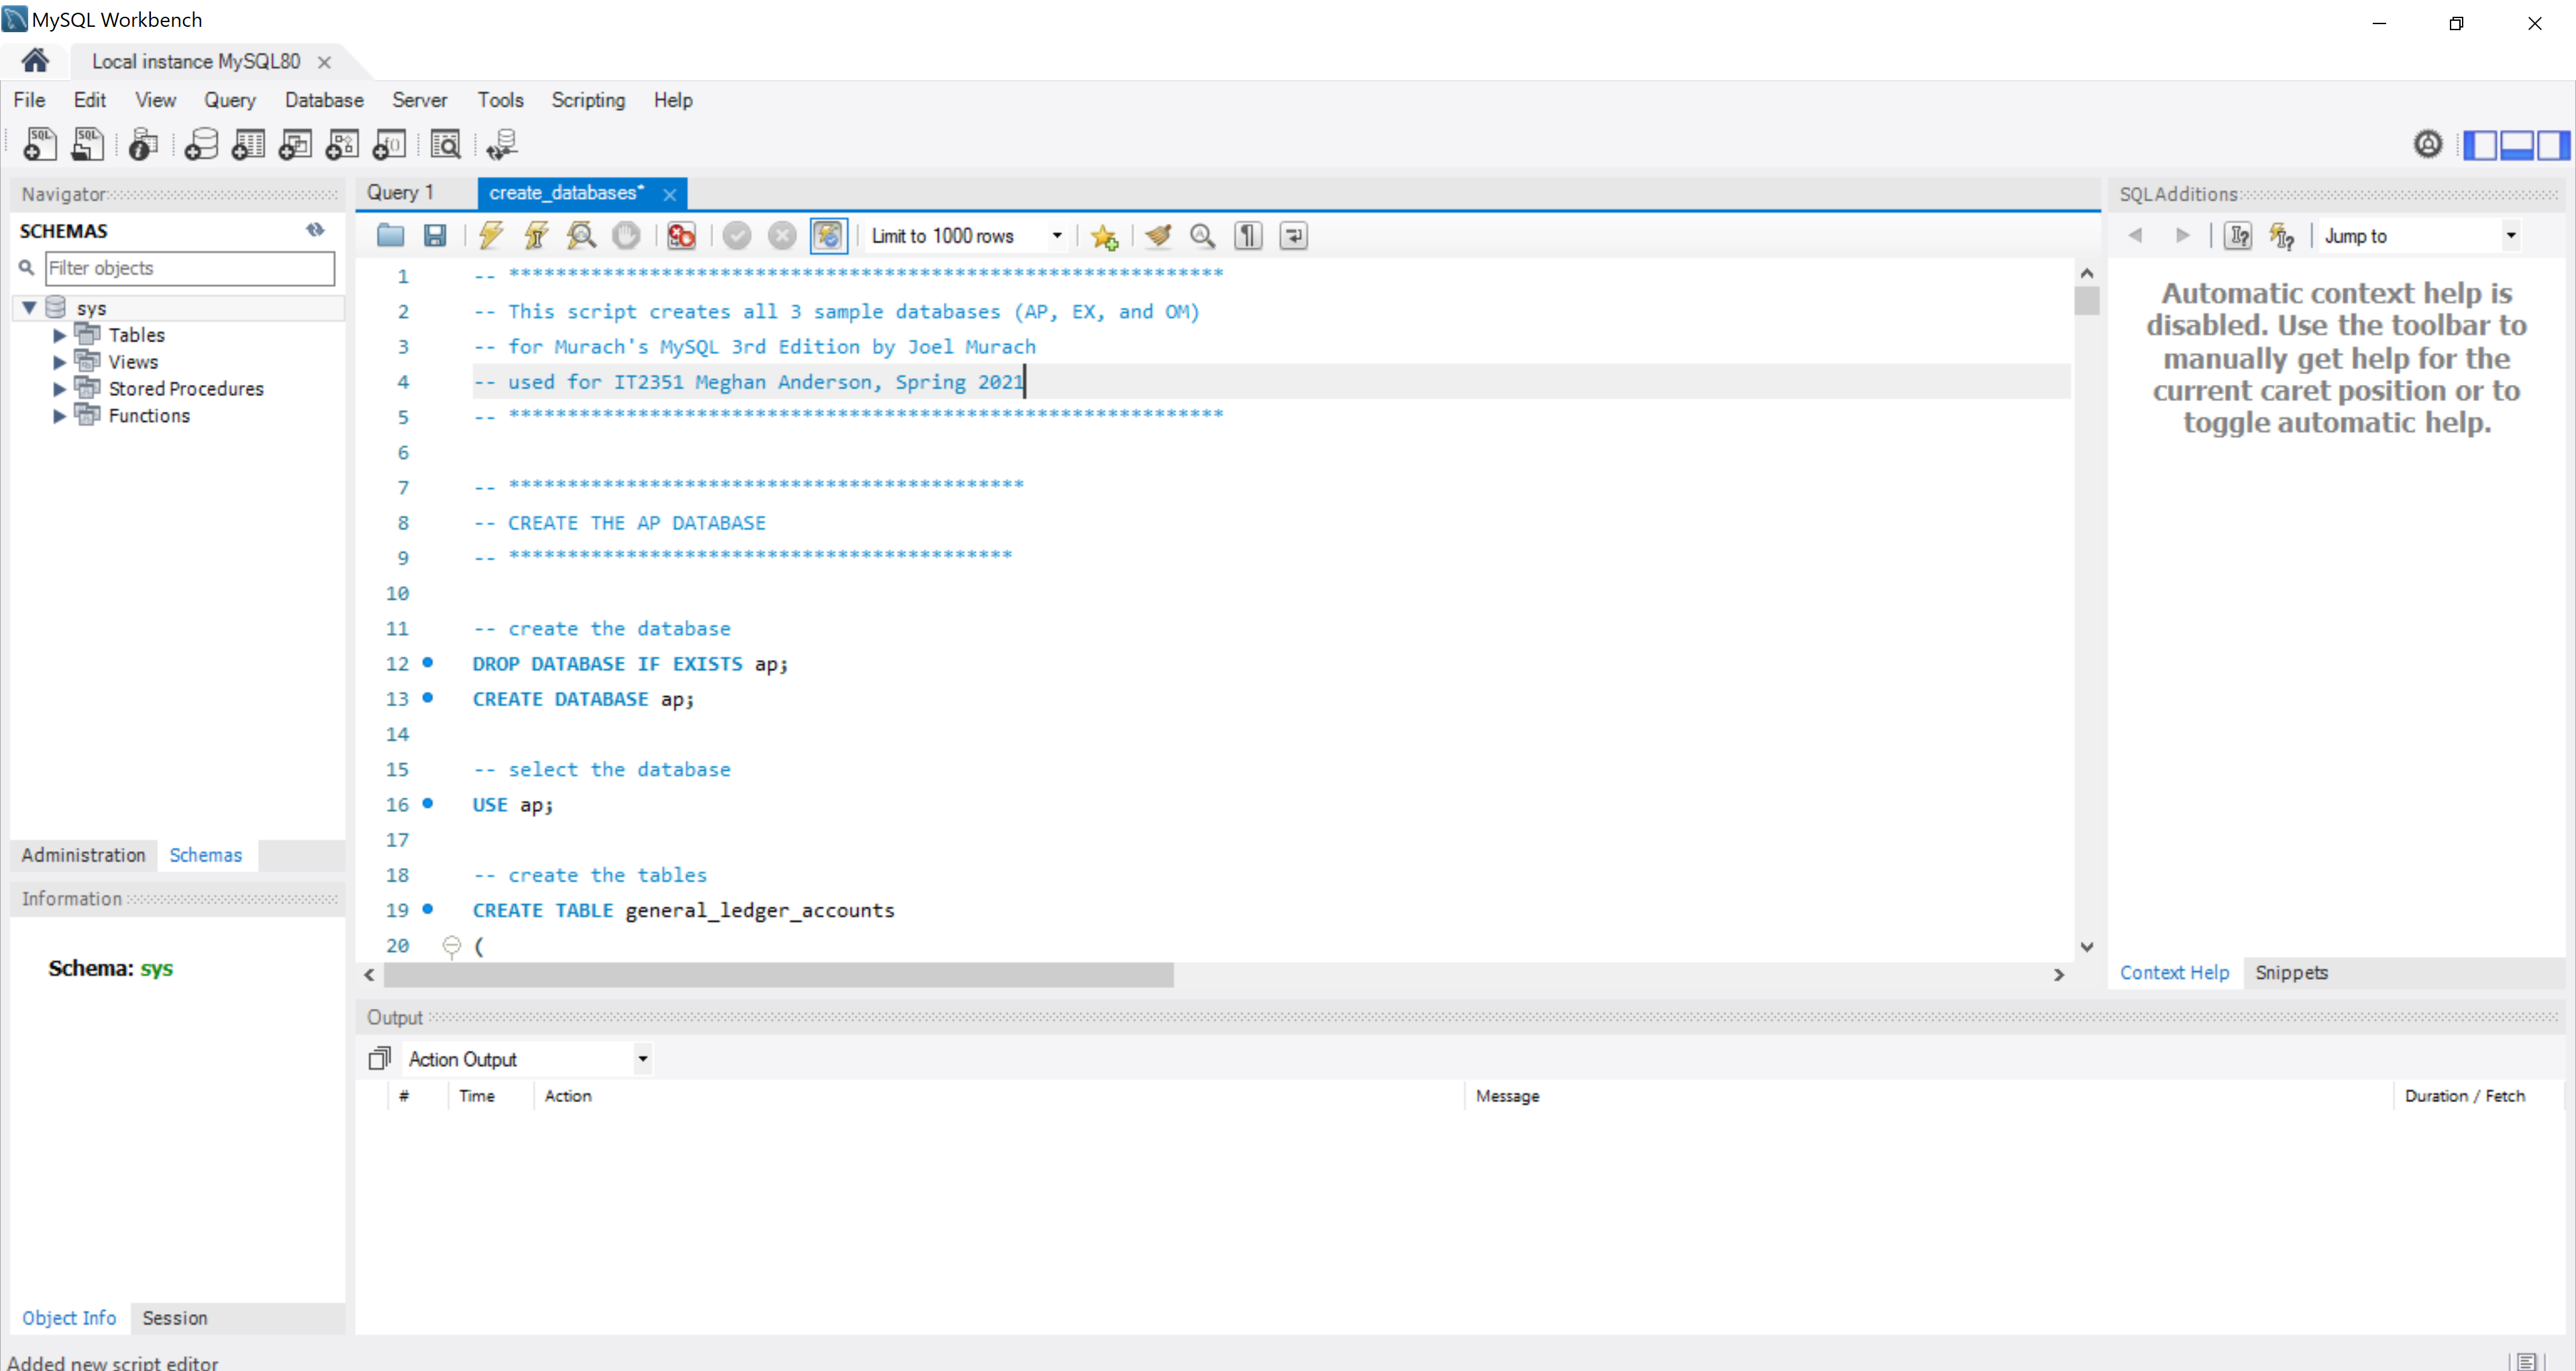 MySQL Workbench
Local instance MySQL80
File Edit View Query Database Server Tools Scripting Help
Navigator
SCHEMAS
Filter objects
sys
Tables
Views
Stored Procedures
Functions
Administration Schemas
Information
Schema: sys
Object Info Session
Query 1 create_databases*
Limit to 1000 rows
1 -- *************************************************************
2 -- This script creates all 3 sample databases (AP, EX, and OM)
3 -- for Murach's MySQL 3rd Edition by Joel Murach
4 -- used for IT2351 Meghan Anderson, Spring 2021
5 -- *************************************************************
6
7 -- ********************************************
8 -- CREATE THE AP DATABASE
9 -- *******************************************
10
11 -- create the database
12 DROP DATABASE IF EXISTS ap;
13 CREATE DATABASE ap;
14
15 -- select the database
16 USE ap;
17
18 -- create the tables
19 CREATE TABLE general_ledger_accounts
20 (
SQLAdditions
Jump to
Automatic context help is
disabled. Use the toolbar to
manually get help for the
current caret position or to
toggle automatic help.
Context Help Snippets
Output
Action Output
# Time Action Message Duration / Fetch
Added new script editor